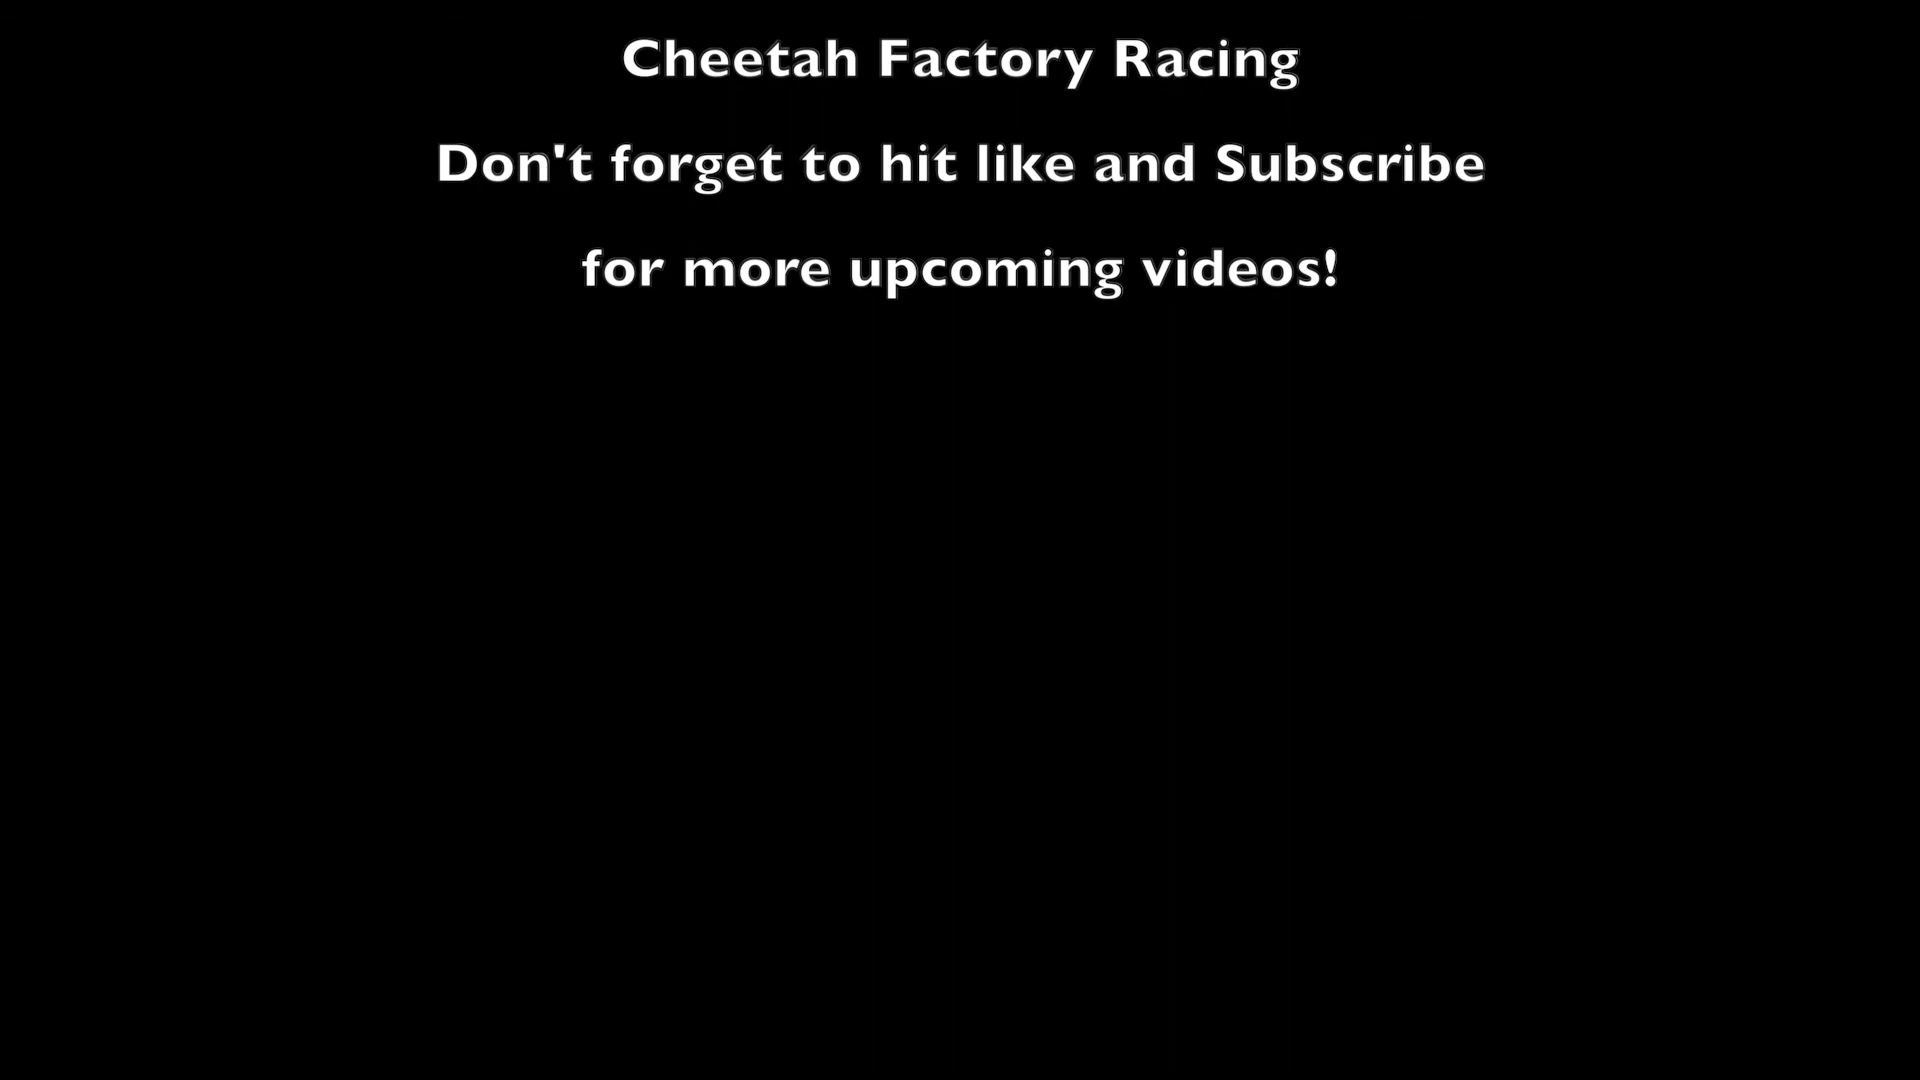 Cheetah Factory Racing
Don't forget to hit like and Subscribe
for more upcoming videos!